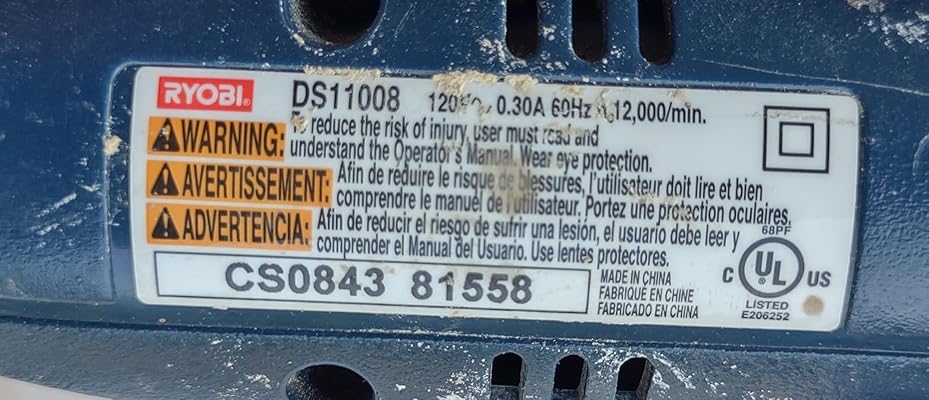 RYOBI®
DS11008 120V~ 0.30A 60Hz 12,000/min.
WARNING: To reduce the risk of injury, user must read and
understand the Operator's Manual. Wear eye protection.
AVERTISSEMENT: Afin de réduire le risque de blessures, l'utilisateur doit lire et bien
comprendre le manuel de l'utilisateur. Portez une protection oculaires.
ADVERTENCIA: Afin de reducir el riesgo de sufrir una lesión, el usuario debe leer y
comprender el Manual del Usuario. Use lentes protectores.
68PF
C UL® US
LISTED
E206252
CS0843 81558
MADE IN CHINA
FABRIQUÉ EN CHINE
FABRICADO EN CHINA